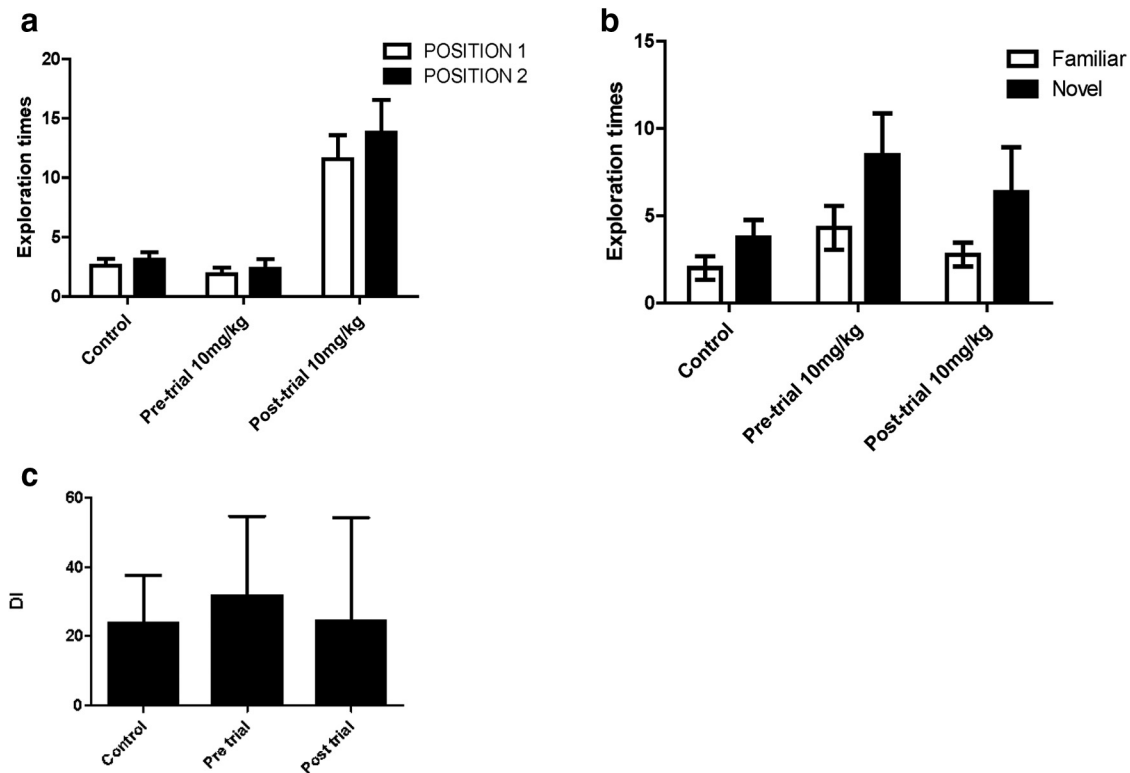 a
20
15
10
5
0
Exploration times
POSITION 1
POSITION 2
Control
Pre-trial 10mg/kg
Post-trial 10mg/kg
b
15
10
5
0
Exploration times
Familiar
Novel
Control
Pre-trial 10mg/kg
Post-trial 10mg/kg
c
60
40
20
0
DI
Control
Pre trial
Post trial